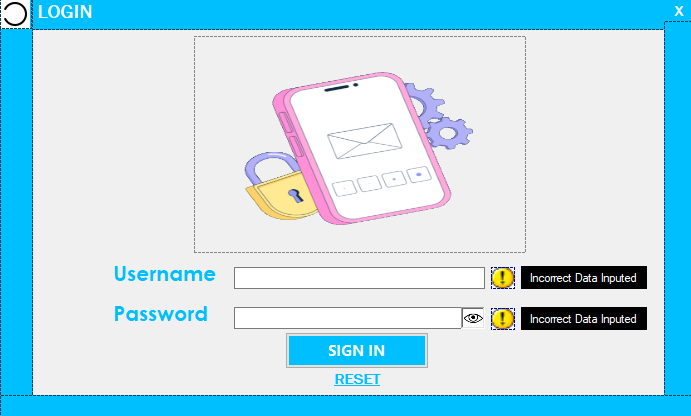 LOGIN X
Username Incorrect Data Inputed
Password Incorrect Data Inputed
SIGN IN
RESET